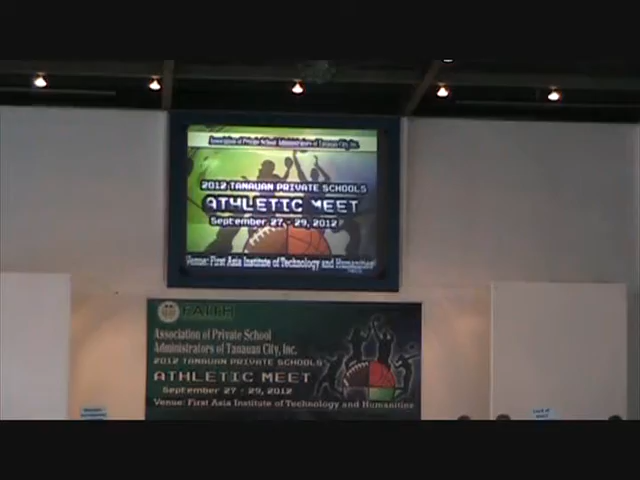 Association of Private School Administrators of Tanauan City, Inc.
2012 TANAUAN PRIVATE SCHOOLS
ATHLETIC MEET
September 27 - 29, 2012
Venue: First Asia Institute of Technology and Humanities
FAITH
Association of Private School
Administrators of Tanauan City, Inc.
2012 TANAUAN PRIVATE SCHOOLS
ATHLETIC MEET
September 27 - 29, 2012
Venue: First Asia Institute of Technology and Humanities